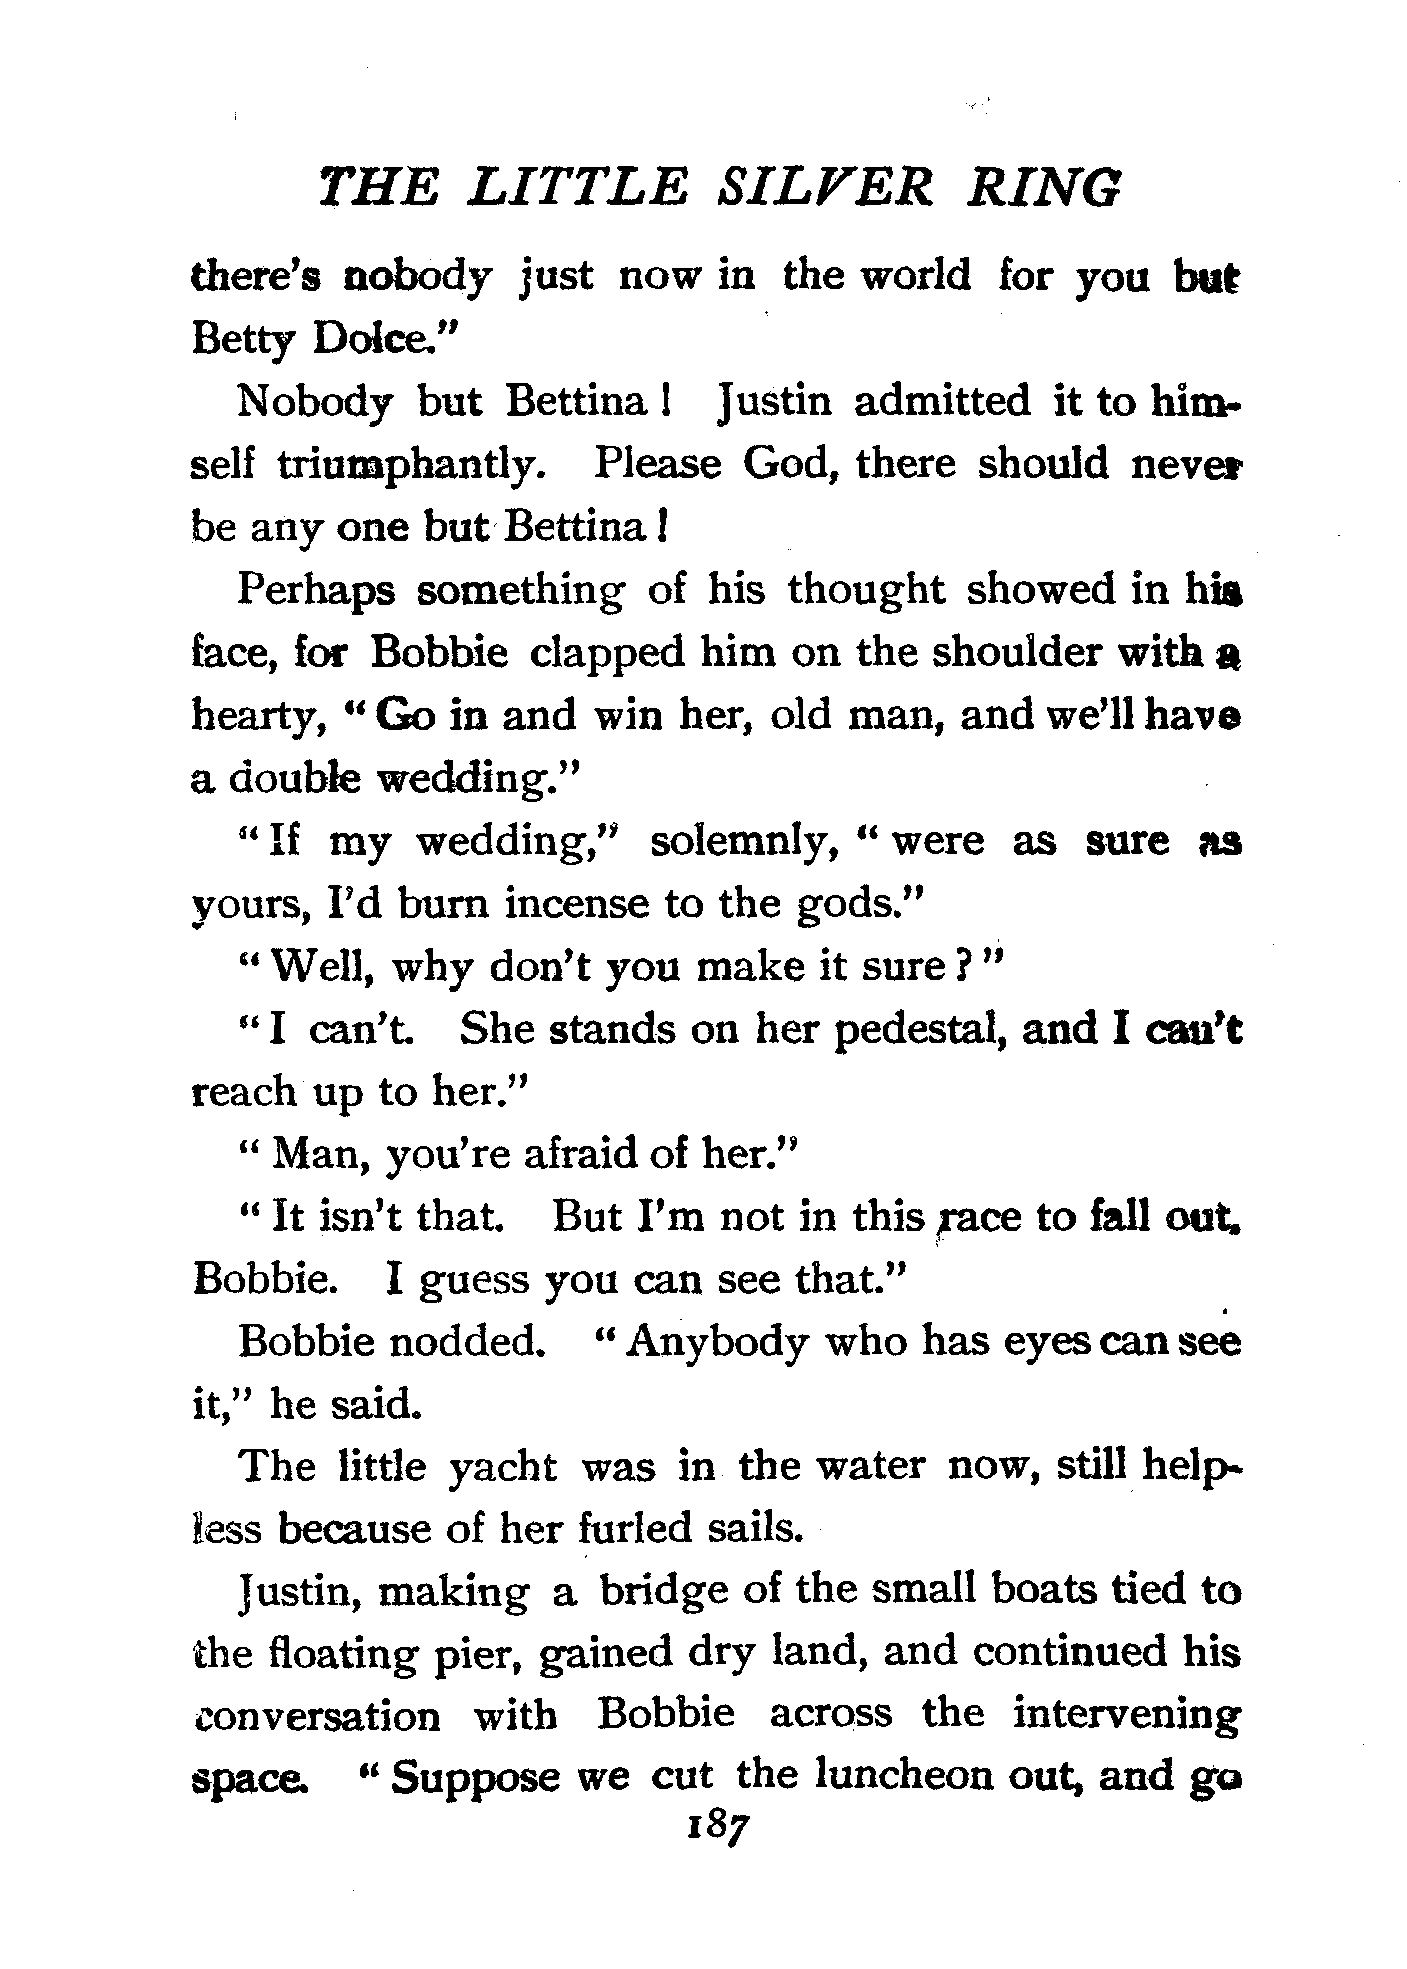 THE LITTLE SILVER RING
there's nobody just now in the world for you but
Betty Dolce."
Nobody but Bettina! Justin admitted it to him-
self triumphantly. Please God, there should never
be any one but Bettina!
Perhaps something of his thought showed in his
face, for Bobbie clapped him on the shoulder with a
hearty, "Go in and win her, old man, and we'll have
a double wedding."
"If my wedding," solemnly, "were as sure as
yours, I'd burn incense to the gods."
"Well, why don't you make it sure?"
"I can't. She stands on her pedestal, and I can't
reach up to her."
"Man, you're afraid of her."
"It isn't that. But I'm not in this race to fall out,
Bobbie. I guess you can see that."
Bobbie nodded. "Anybody who has eyes can see
it," he said.
The little yacht was in the water now, still help-
less because of her furled sails.
Justin, making a bridge of the small boats tied to
the floating pier, gained dry land, and continued his
conversation with Bobbie across the intervening
space. "Suppose we cut the luncheon out, and go
187